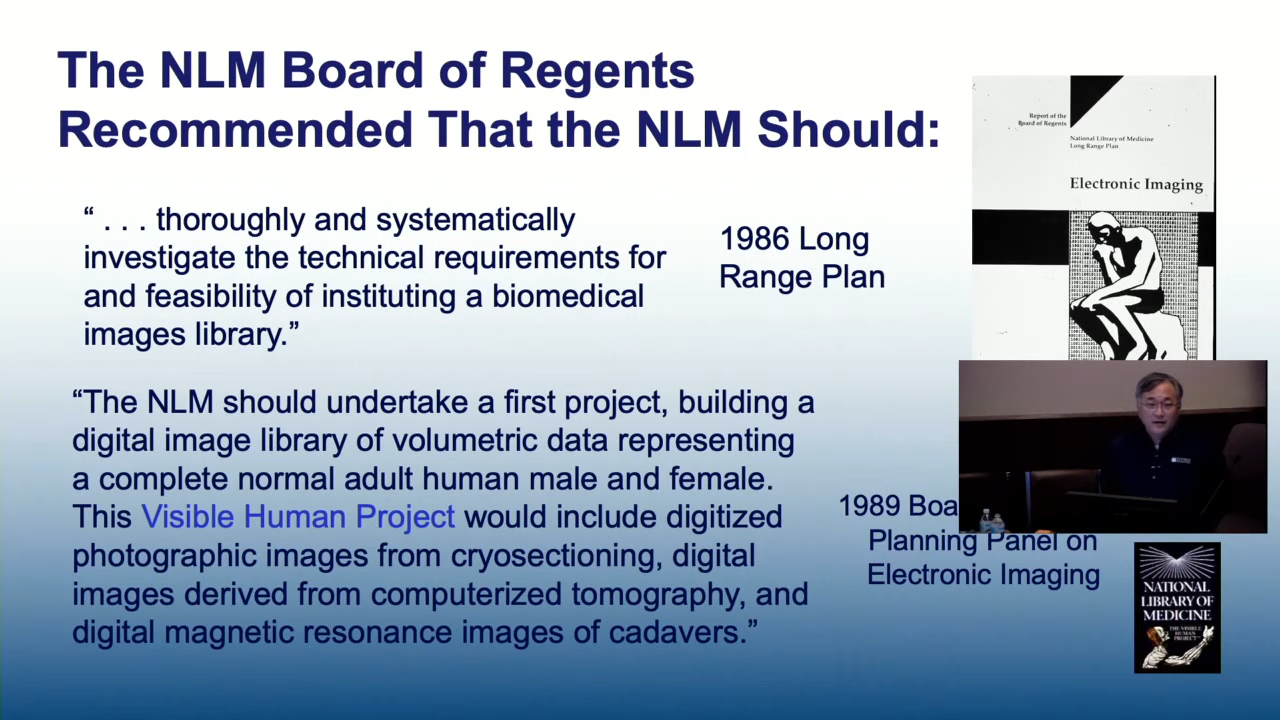 The NLM Board of Regents
Recommended That the NLM Should:
“ . . . thoroughly and systematically
investigate the technical requirements for
and feasibility of instituting a biomedical
images library.”
1986 Long
Range Plan
“The NLM should undertake a first project, building a
digital image library of volumetric data representing
a complete normal adult human male and female.
This Visible Human Project would include digitized
photographic images from cryosectioning, digital
images derived from computerized tomography, and
digital magnetic resonance images of cadavers.”
1989
Planning Panel on
Electronic Imaging
Report of the
Board of Regents
National Library of Medicine
Long Range Plan
Electronic Imaging
NATIONAL
LIBRARY OF
MEDICINE
THE VISIBLE
HUMAN
PROJECT™